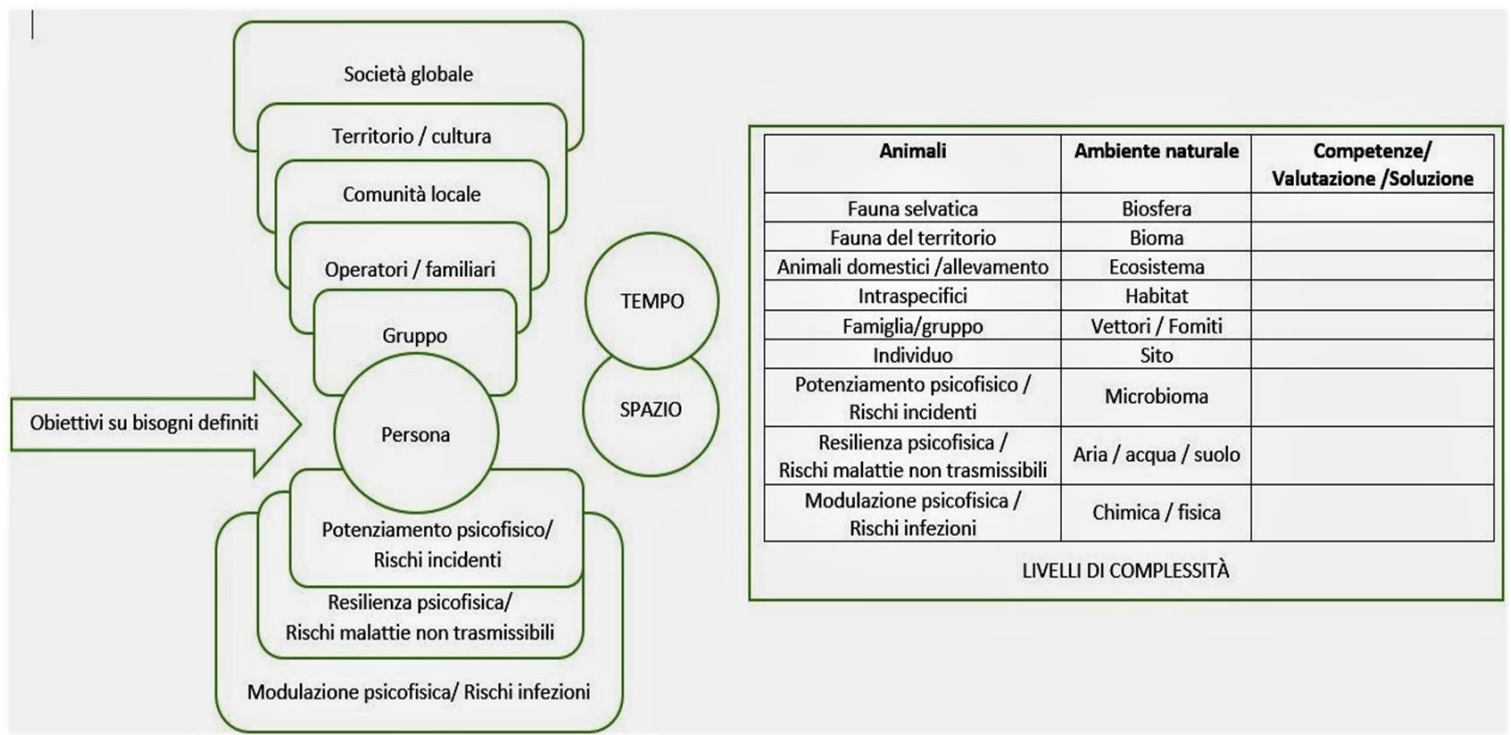 Società globale
Territorio / cultura
Comunità locale
Operatori / familiari
Gruppo
Obiettivi su bisogni definiti
Persona
Potenziamento psicofisico/
Rischi incidenti
Resilienza psicofisica/
Rischi malattie non trasmissibili
Modulazione psicofisica/ Rischi infezioni
TEMPO
SPAZIO
Animali Ambiente naturale Competenze/
Valutazione /Soluzione
Fauna selvatica Biosfera
Fauna del territorio Bioma
Animali domestici /allevamento Ecosistema
Intraspecifici Habitat
Famiglia/gruppo Vettori / Fomiti
Individuo Sito
Potenziamento psicofisico /
Rischi incidenti Microbioma
Resilienza psicofisica /
Rischi malattie non trasmissibili Aria / acqua / suolo
Modulazione psicofisica /
Rischi infezioni Chimica / fisica
LIVELLI DI COMPLESSITÀ